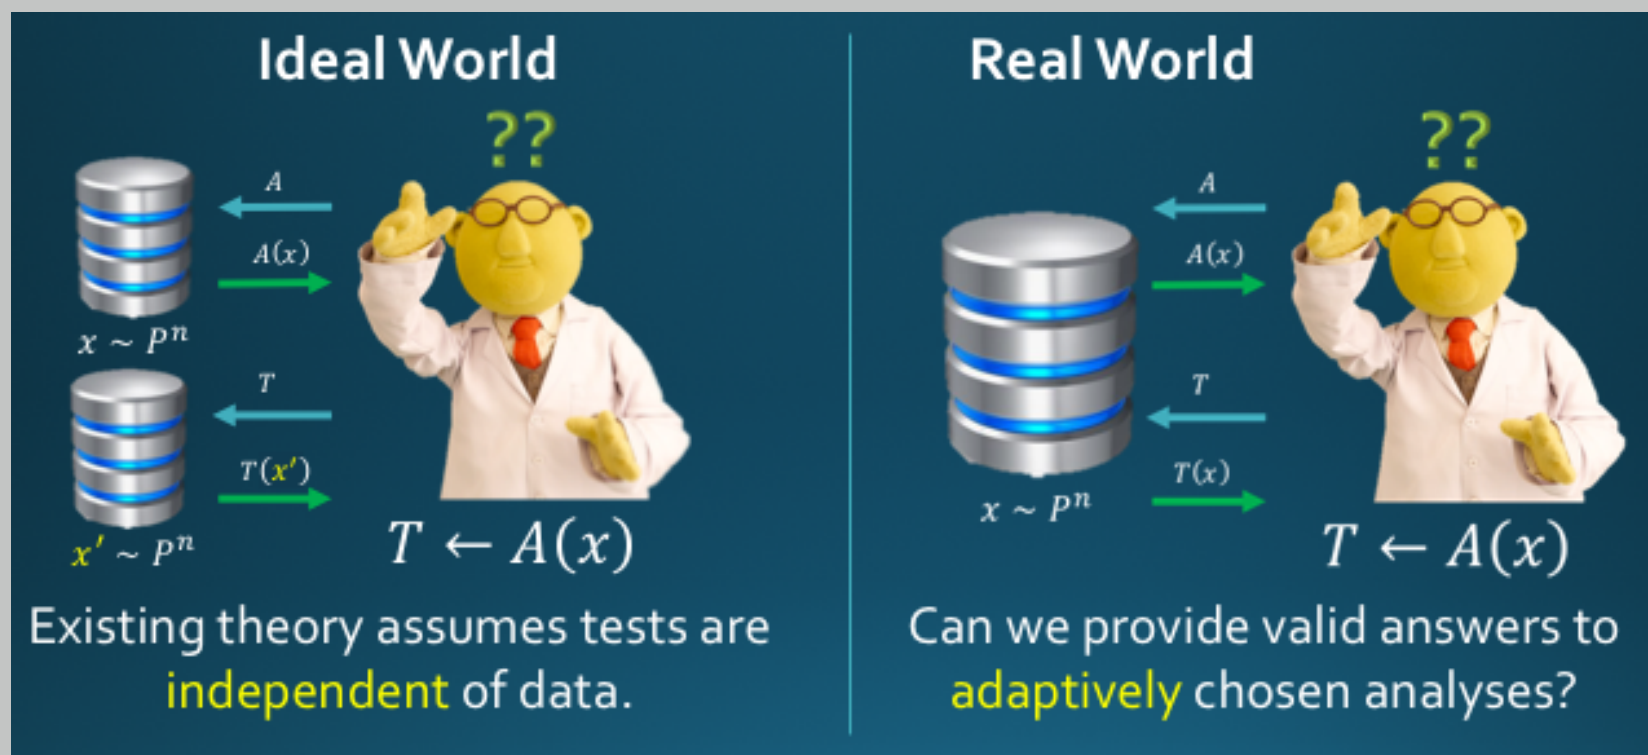 Ideal World
??
A
A(x)
x ~ Pⁿ
T
T(x′)
x′ ~ Pⁿ
T ← A(x)
Existing theory assumes tests are
independent of data.
Real World
??
A
A(x)
T
T(x)
x ~ Pⁿ
T ← A(x)
Can we provide valid answers to
adaptively chosen analyses?